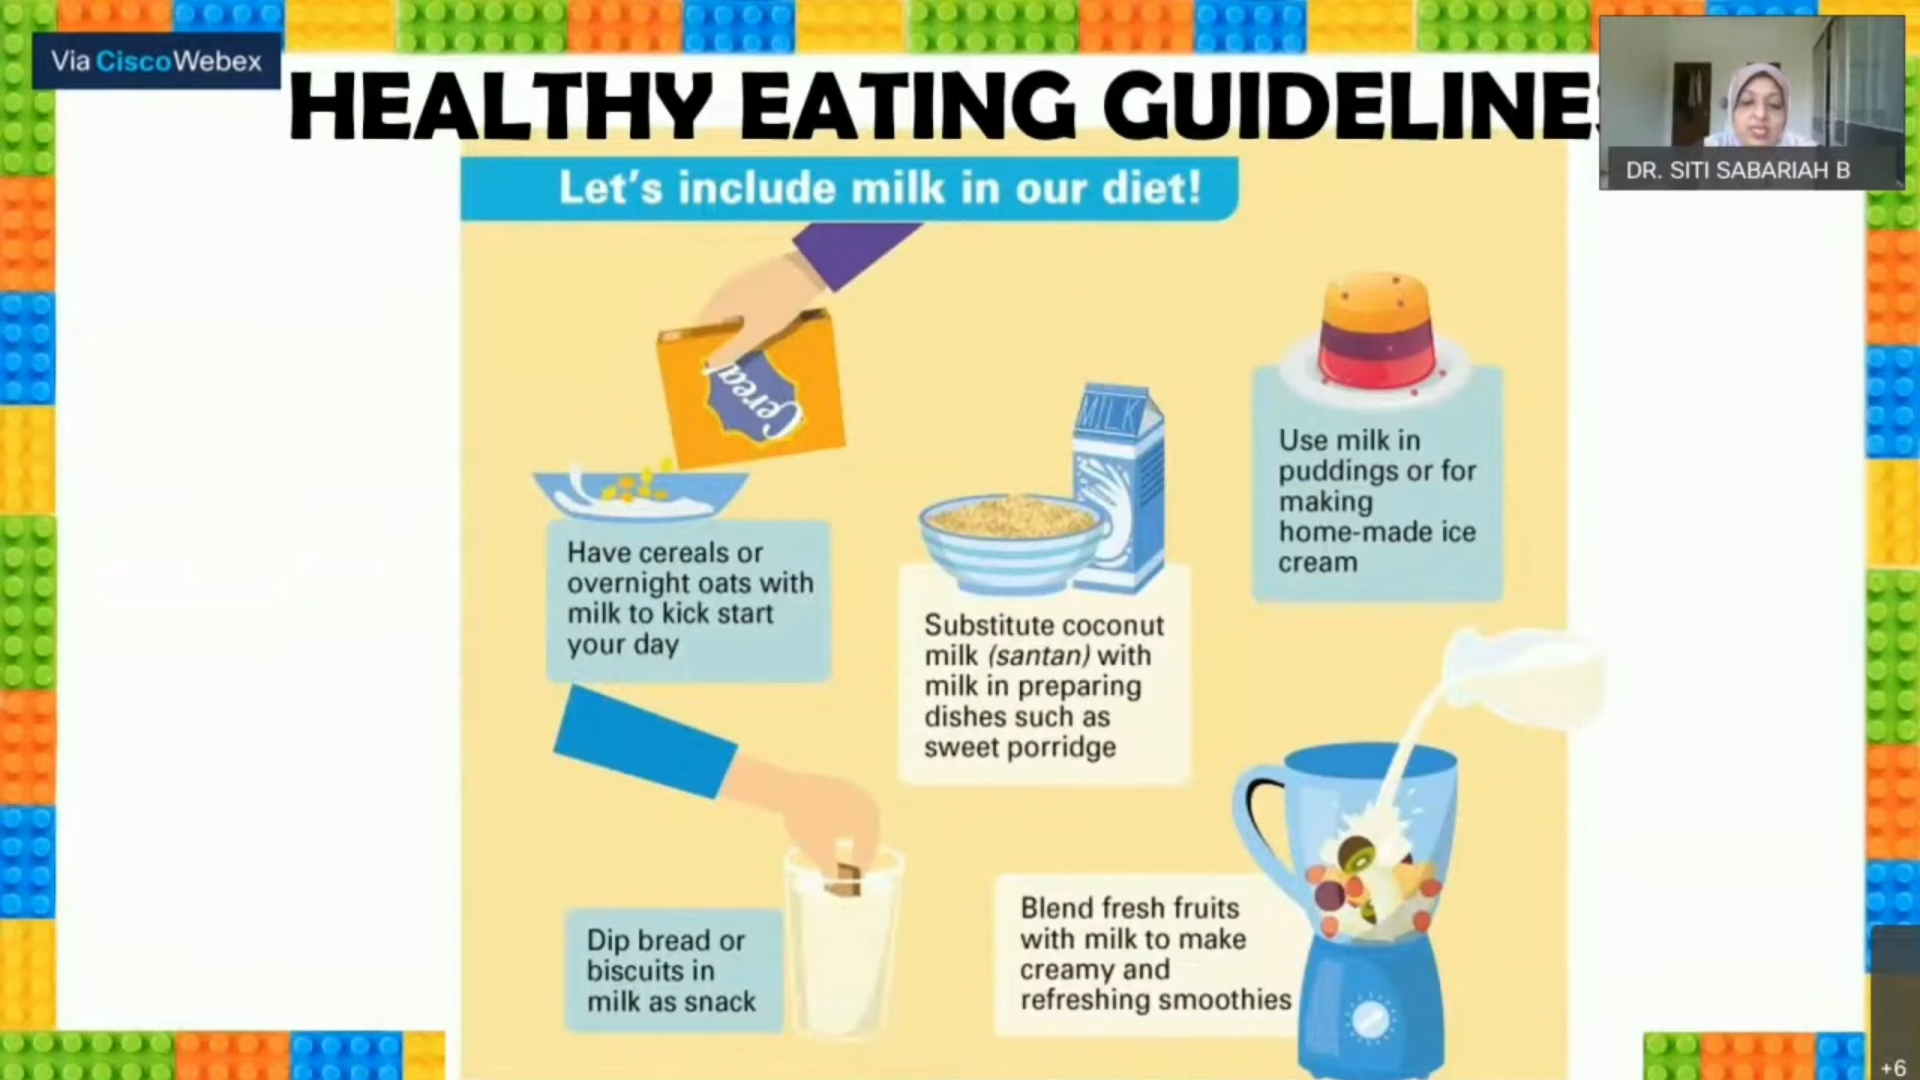 Via CiscoWebex
HEALTHY EATING GUIDELINES
DR. SITI SABARIAH B
Let's include milk in our diet!
Cereal
MILK
Have cereals or
overnight oats with
milk to kick start
your day
Substitute coconut
milk (santan) with
milk in preparing
dishes such as
sweet porridge
Use milk in
puddings or for
making
home-made ice
cream
Dip bread or
biscuits in
milk as snack
Blend fresh fruits
with milk to make
creamy and
refreshing smoothies
+6